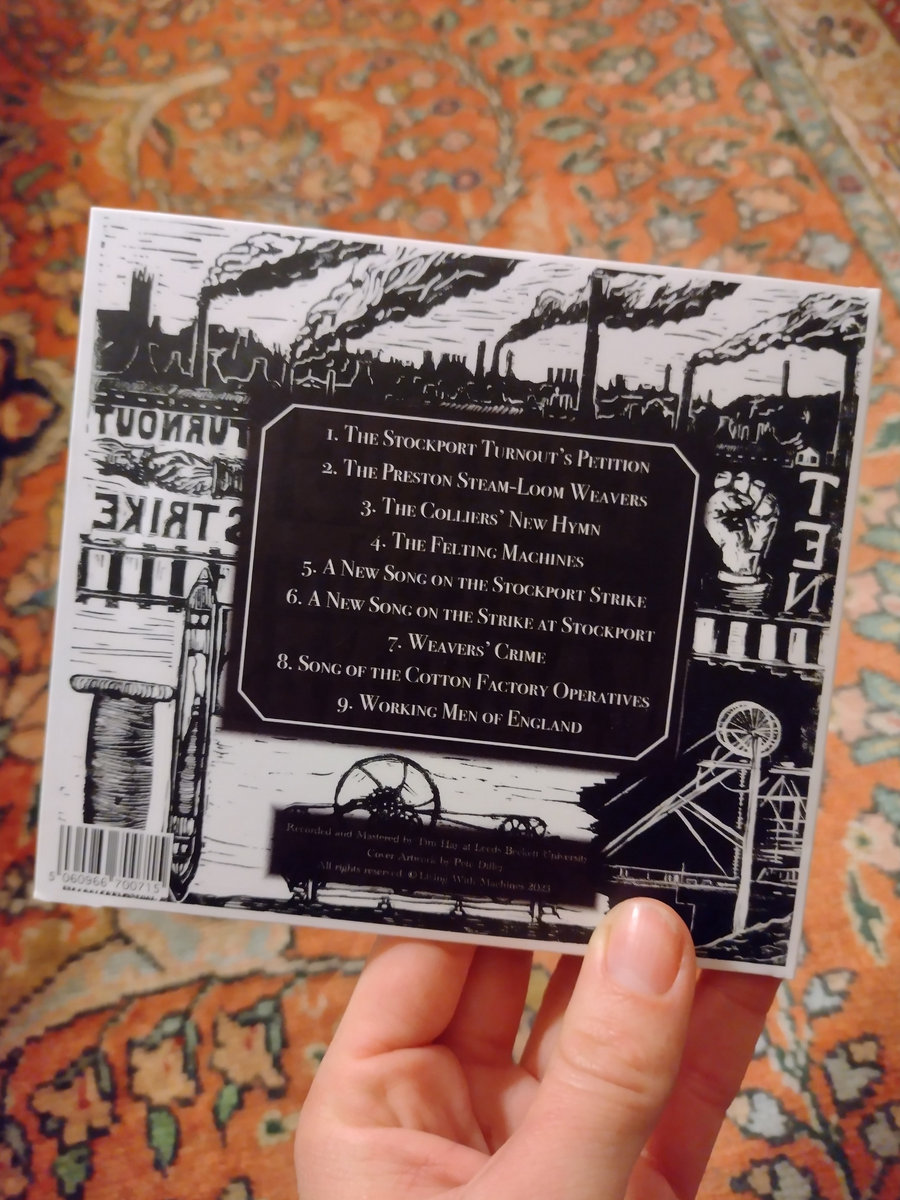 TURNOUT
STRIKE
TEN
1. The Stockport Turnout's Petition
2. The Preston Steam-Loom Weavers
3. The Colliers' New Hymn
4. The Felting Machines
5. A New Song on the Stockport Strike
6. A New Song on the Strike at Stockport
7. Weavers' Crime
8. Song of the Cotton Factory Operatives
9. Working Men of England
Recorded and Mastered by Tim Hay at Leeds Beckett University
Cover Artwork by Pete Dilley
All rights reserved. © Living With Machines 2023
5 060966 700715